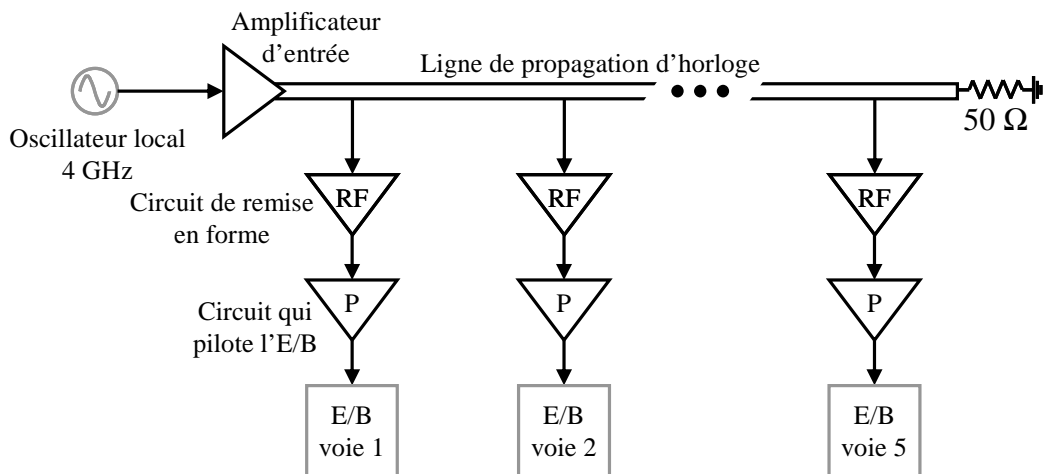 Amplificateur
d'entrée
Ligne de propagation d'horloge
Oscillateur local
4 GHz
50 Ω
Circuit de remise
en forme
RF
RF
RF
Circuit qui
pilote l'E/B
P
P
P
E/B
voie 1
E/B
voie 2
E/B
voie 5